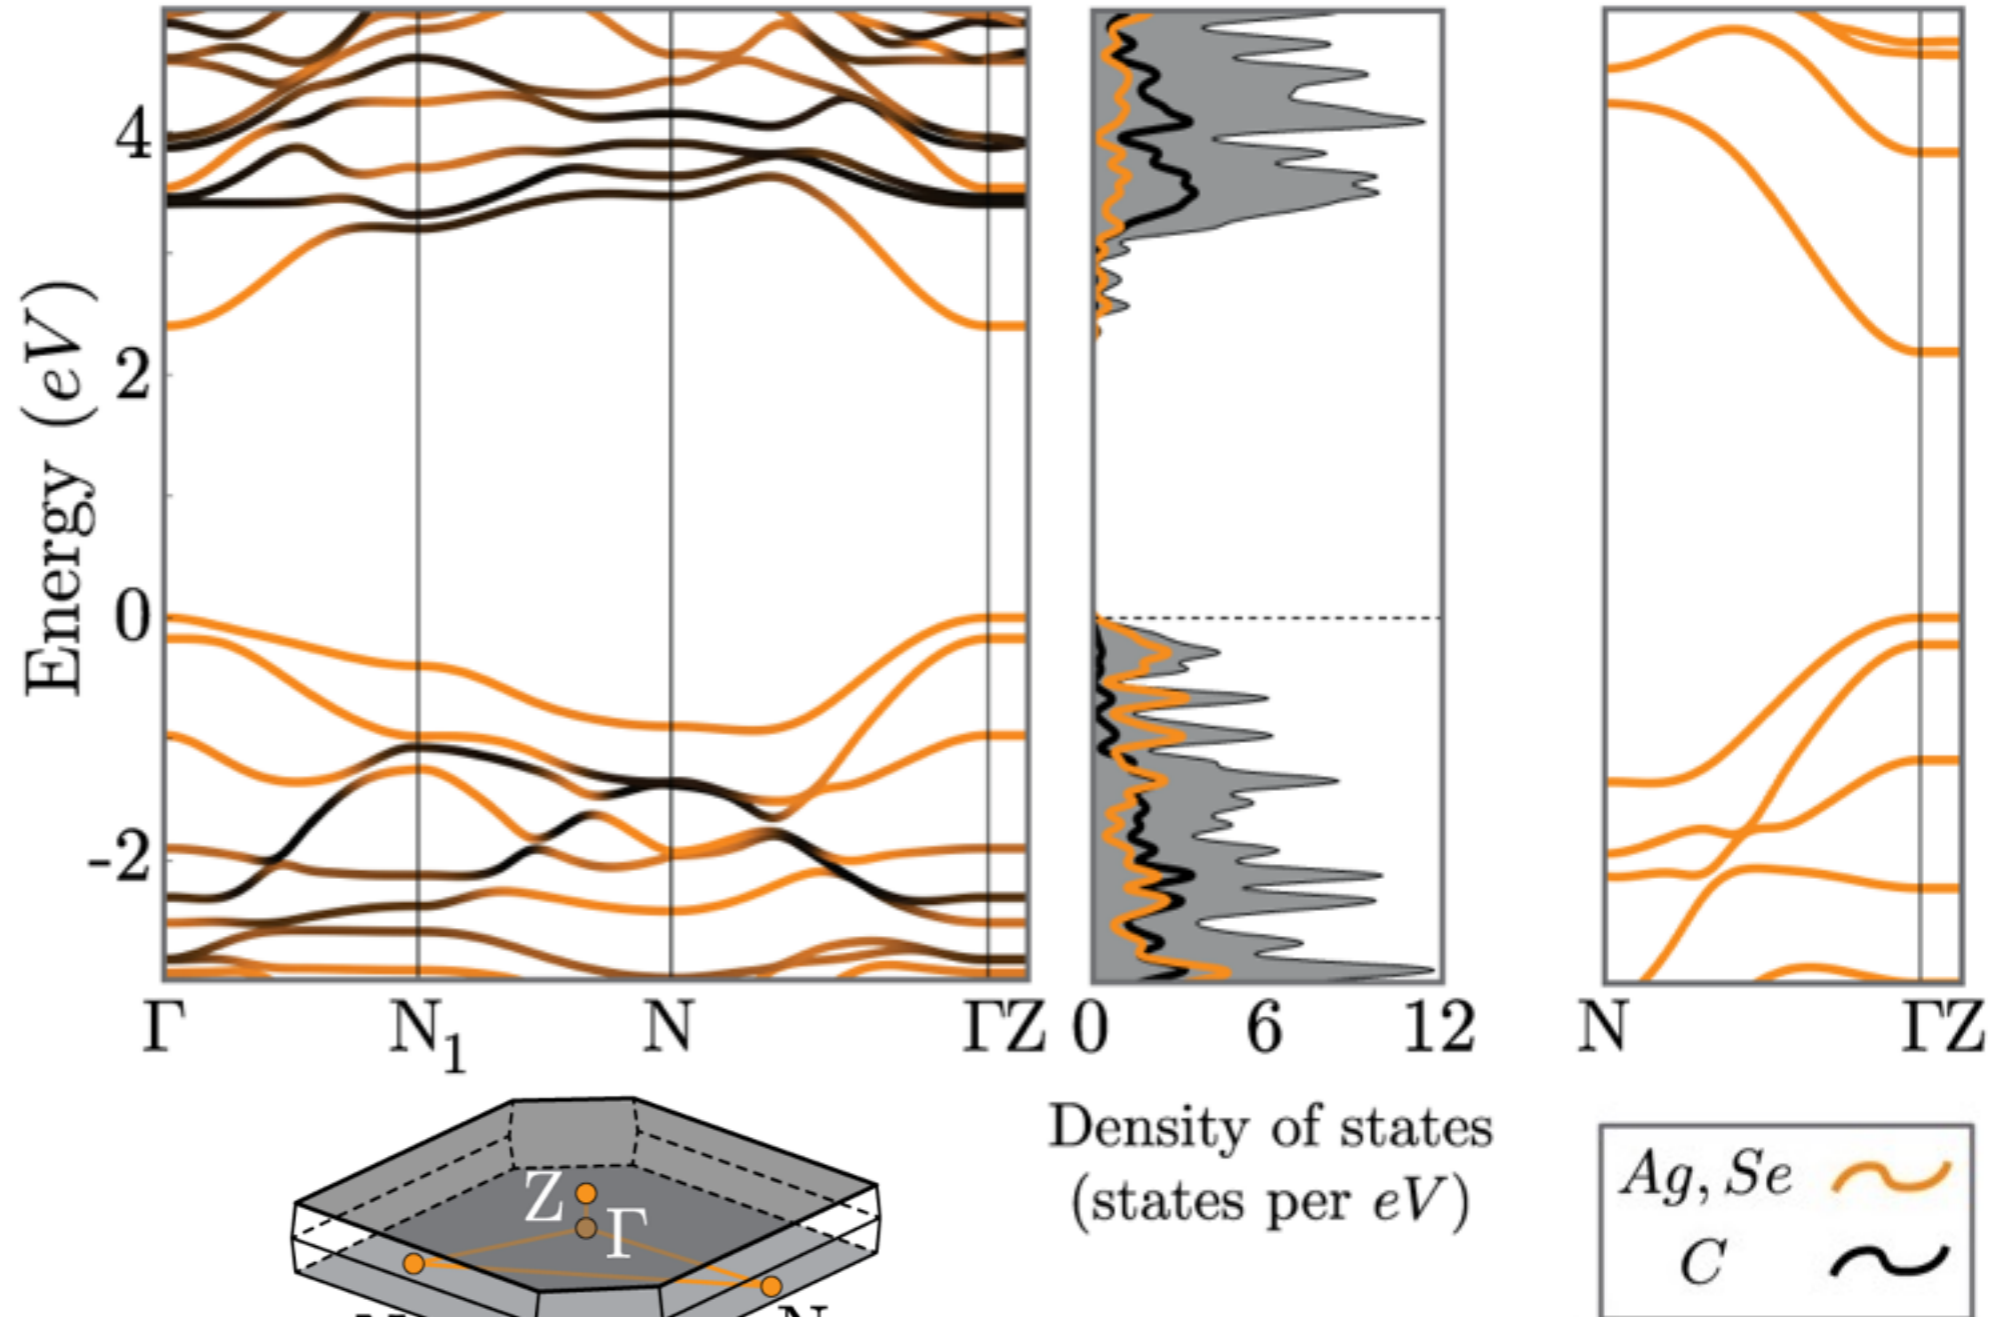 Energy (eV)
4
2
0
-2
Γ N₁ N ΓZ
0 6 12
N ΓZ
Density of states
(states per eV)
Z
Γ
Ag, Se
C